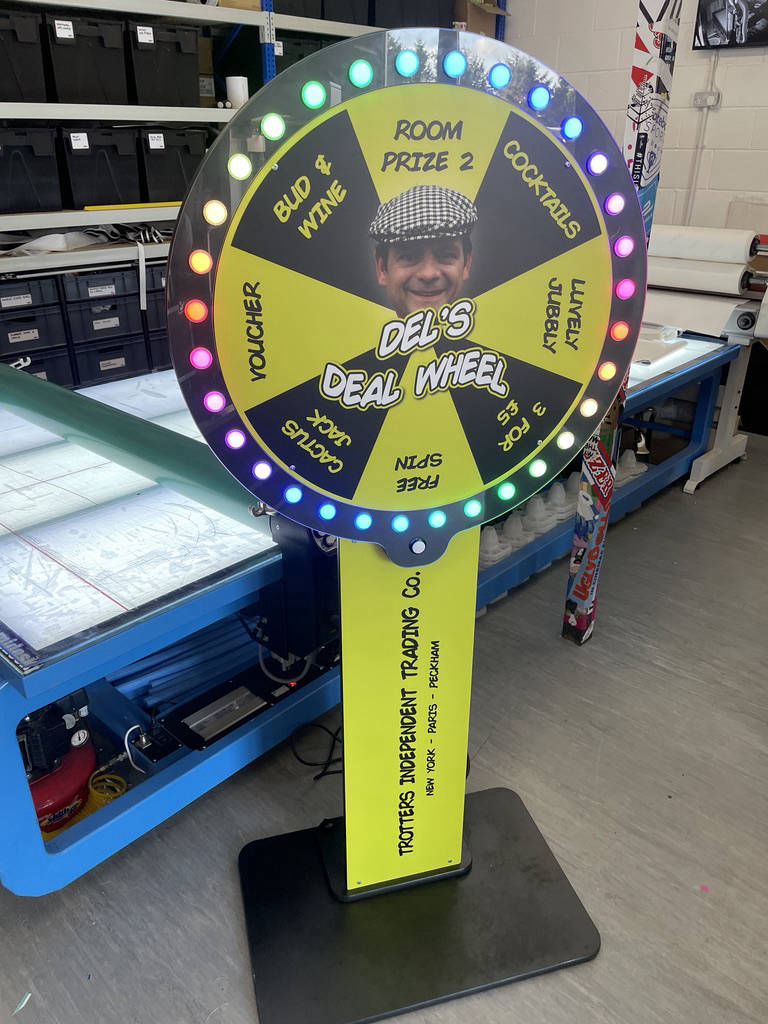 ROOM
PRIZE 2
COCKTAILS
LUVELY
JUBBLY
3 FOR
£5
FREE
SPIN
CACTUS
JACK
VOUCHER
BUD &
WINE
DEL'S
DEAL WHEEL
TROTTERS INDEPENDENT TRADING CO.
NEW YORK - PARIS - PECKHAM